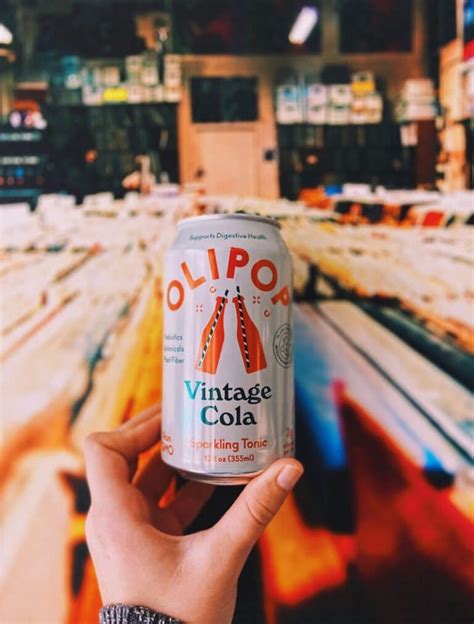 Supports Digestive Health
OLIPOP
Vintage
Cola
Sparkling Tonic
12 fl oz (355ml)